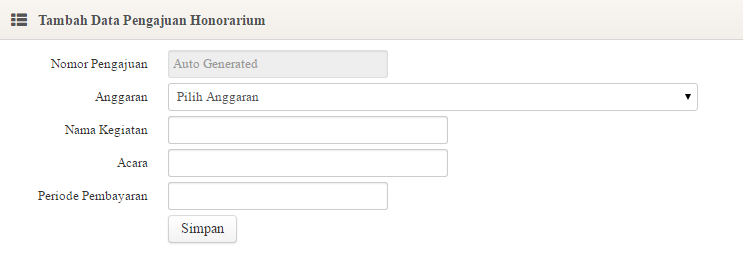 Tambah Data Pengajuan Honorarium
Nomor Pengajuan Auto Generated
Anggaran Pilih Anggaran
Nama Kegiatan
Acara
Periode Pembayaran
Simpan